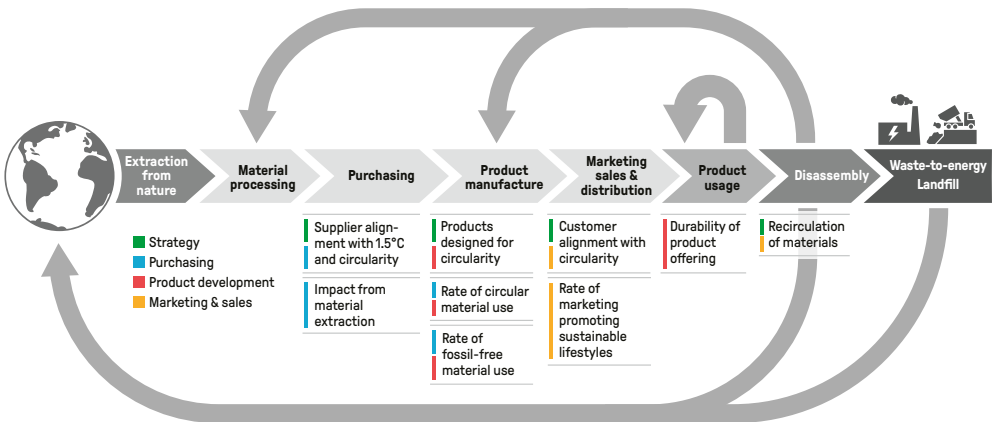 Extraction
from
nature
Material
processing
Purchasing
Product
manufacture
Marketing
sales &
distribution
Product
usage
Disassembly
Waste-to-energy
Landfill
Strategy
Purchasing
Product development
Marketing & sales
Supplier align-
ment with 1.5°C
and circularity
Impact from
material
extraction
Products
designed for
circularity
Rate of circular
material use
Rate of
fossil-free
material use
Customer
alignment with
circularity
Rate of
marketing
promoting
sustainable
lifestyles
Durability of
product
offering
Recirculation
of materials